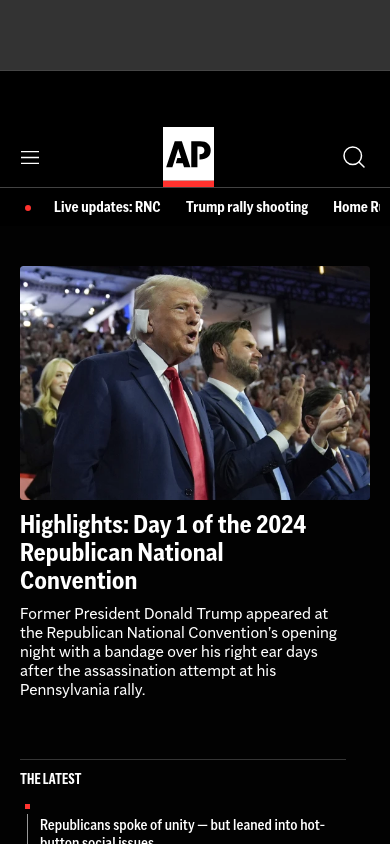 AP
Live updates: RNC Trump rally shooting Home
Highlights: Day 1 of the 2024
Republican National
Convention
Former President Donald Trump appeared at
the Republican National Convention's opening
night with a bandage over his right ear days
after the assassination attempt at his
Pennsylvania rally.
THE LATEST
Republicans spoke of unity — but leaned into hot-
button social issues